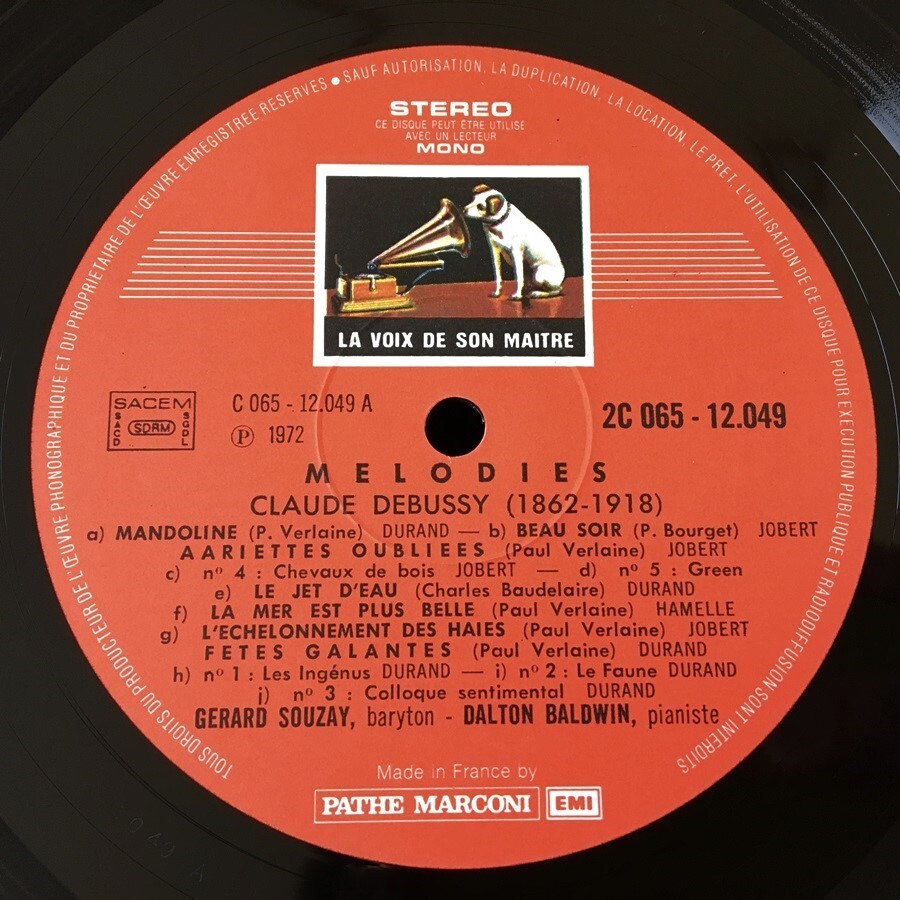 TOUS DROITS DU PRODUCTEUR DE L'ŒUVRE PHONOGRAPHIQUE ET DU PROPRIETAIRE DE L'ŒUVRE ENREGISTREE RESERVES ● SAUF AUTORISATION, LA DUPLICATION, LA LOCATION, LE PRET, L'UTILISATION DE CE DISQUE POUR EXECUTION PUBLIQUE ET RADIODIFFUSION SONT INTERDITS
STEREO
CE DISQUE PEUT ÊTRE UTILISE
AVEC UN LECTEUR
MONO
LA VOIX DE SON MAITRE
SACEM
SACD SDRM SGDL
C 065 - 12.049 A
Ⓟ 1972
2C 065 - 12.049
MELODIES
CLAUDE DEBUSSY (1862-1918)
a) MANDOLINE (P. Verlaine) DURAND — b) BEAU SOIR (P. Bourget) JOBERT
AARIETTES OUBLIEES (Paul Verlaine) JOBERT
c) nº 4 : Chevaux de bois JOBERT — d) nº 5 : Green
e) LE JET D'EAU (Charles Baudelaire) DURAND
f) LA MER EST PLUS BELLE (Paul Verlaine) HAMELLE
g) L'ECHELONNEMENT DES HAIES (Paul Verlaine) JOBERT
FETES GALANTES (Paul Verlaine) DURAND
h) nº 1 : Les Ingénus DURAND — i) nº 2 : Le Faune DURAND
j) nº 3 : Colloque sentimental DURAND
GERARD SOUZAY, baryton - DALTON BALDWIN, pianiste
Made in France by
PATHE MARCONI EMI